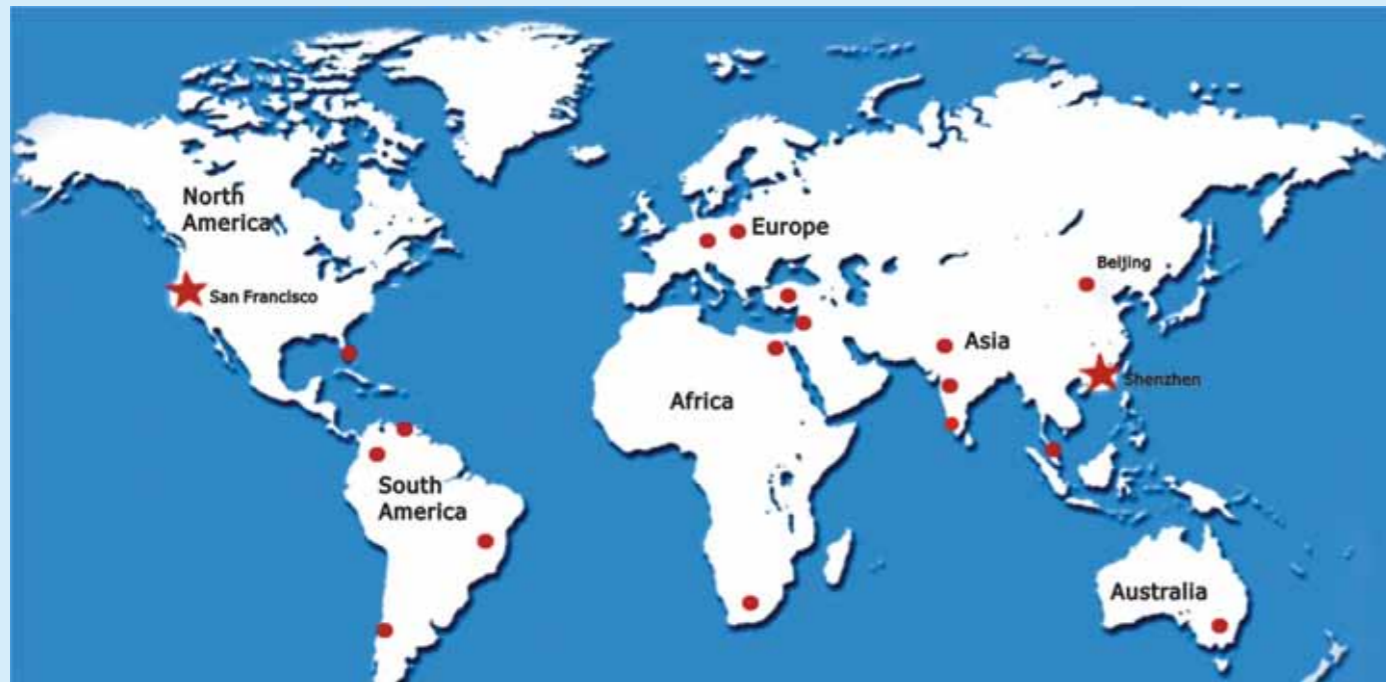 North
America
San Francisco
Europe
Beijing
Asia
Shenzhen
Africa
South
America
Australia